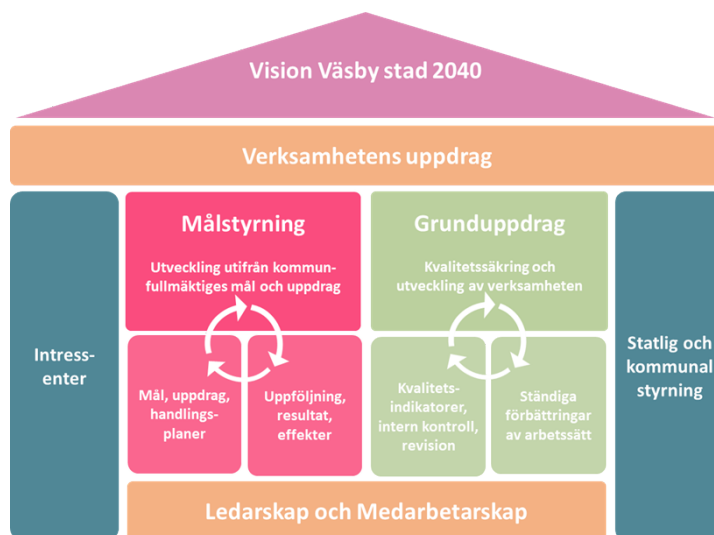 Vision Väsby stad 2040
Verksamhetens uppdrag
Intress-
enter
Målstyrning
Utveckling utifrån kommun-
fullmäktiges mål och uppdrag
Mål, uppdrag,
handlings-
planer
Uppföljning,
resultat,
effekter
Grunduppdrag
Kvalitetssäkring och
utveckling av verksamheten
Kvalitets-
indikatorer,
intern kontroll,
revision
Ständiga
förbättringar
av arbetssätt
Statlig och
kommunal
styrning
Ledarskap och Medarbetarskap